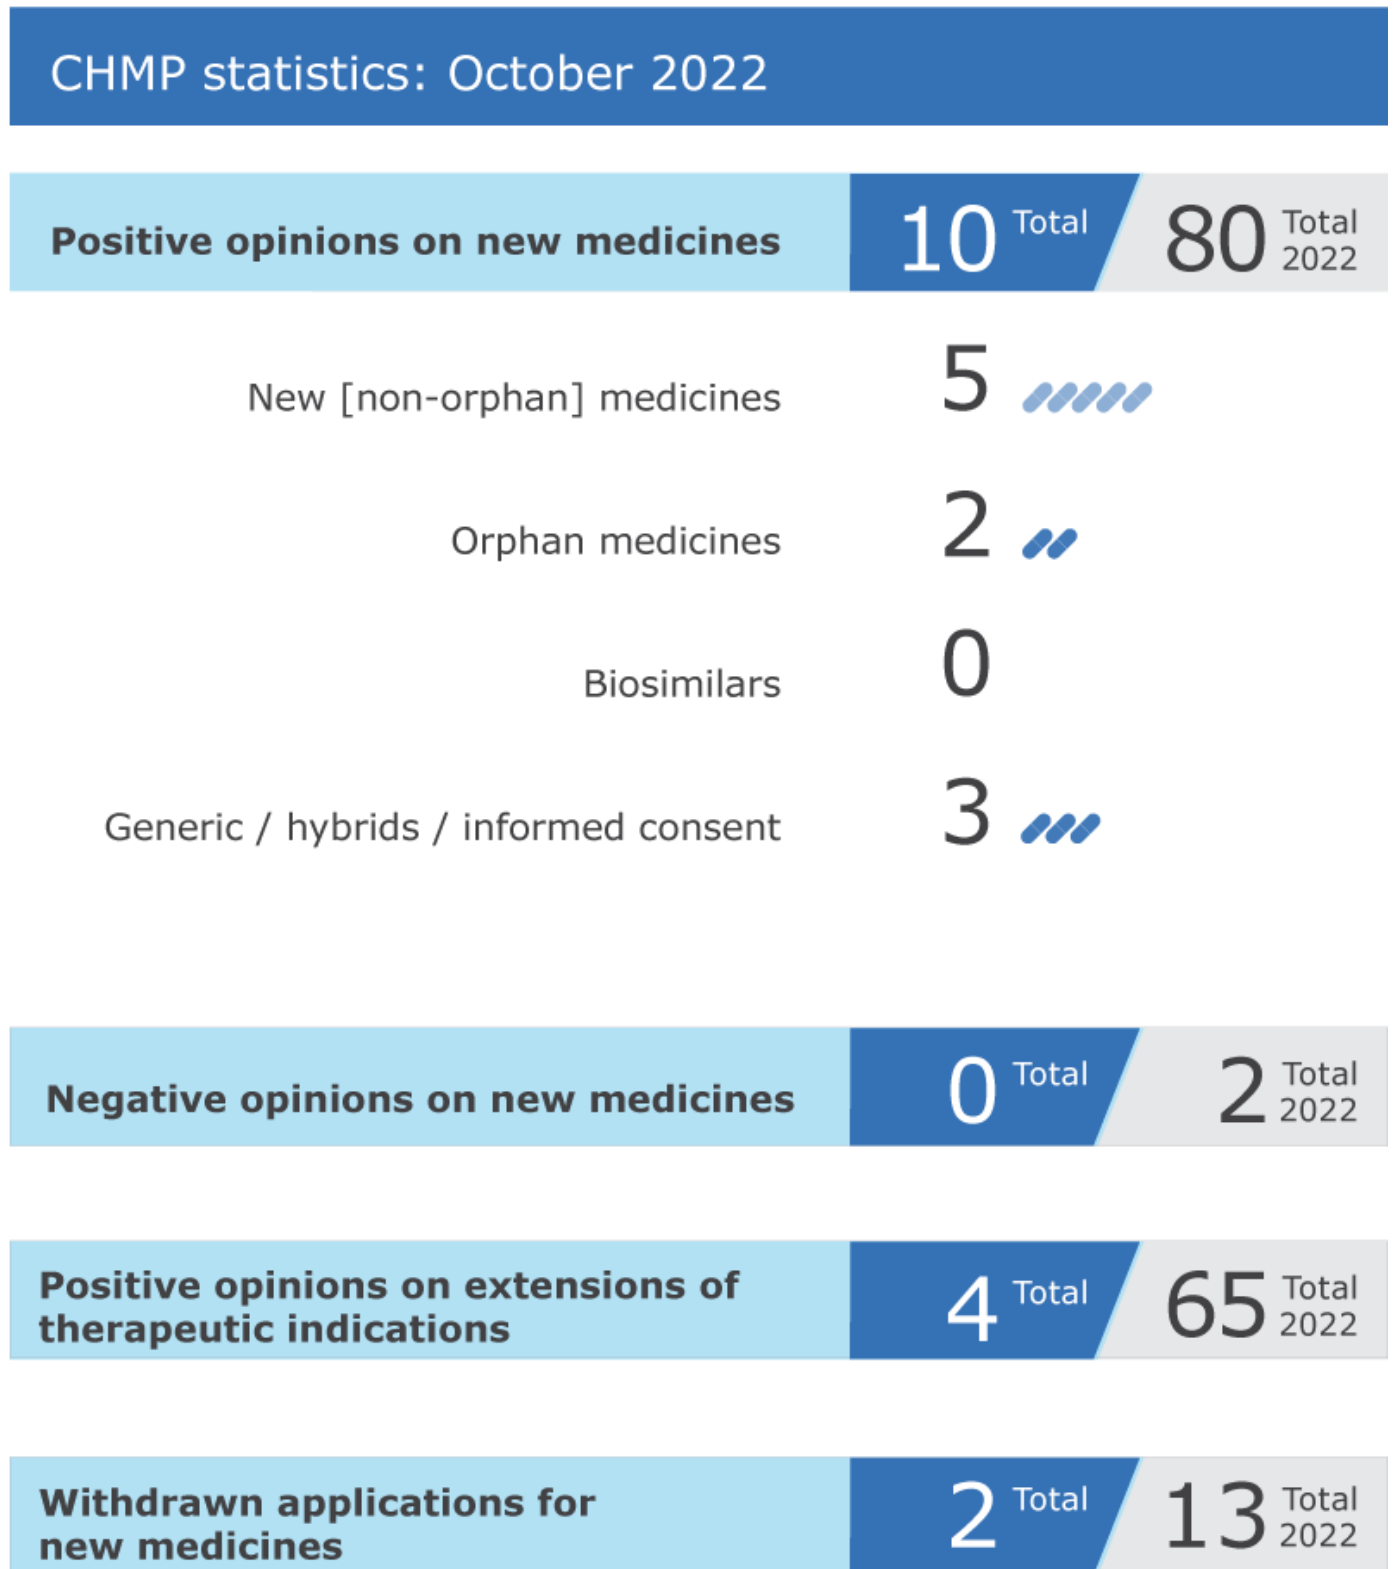 CHMP statistics: October 2022
Positive opinions on new medicines 10 Total 80 Total 2022
New [non-orphan] medicines 5
Orphan medicines 2
Biosimilars 0
Generic / hybrids / informed consent 3
Negative opinions on new medicines 0 Total 2 Total 2022
Positive opinions on extensions of
therapeutic indications 4 Total 65 Total 2022
Withdrawn applications for
new medicines 2 Total 13 Total 2022